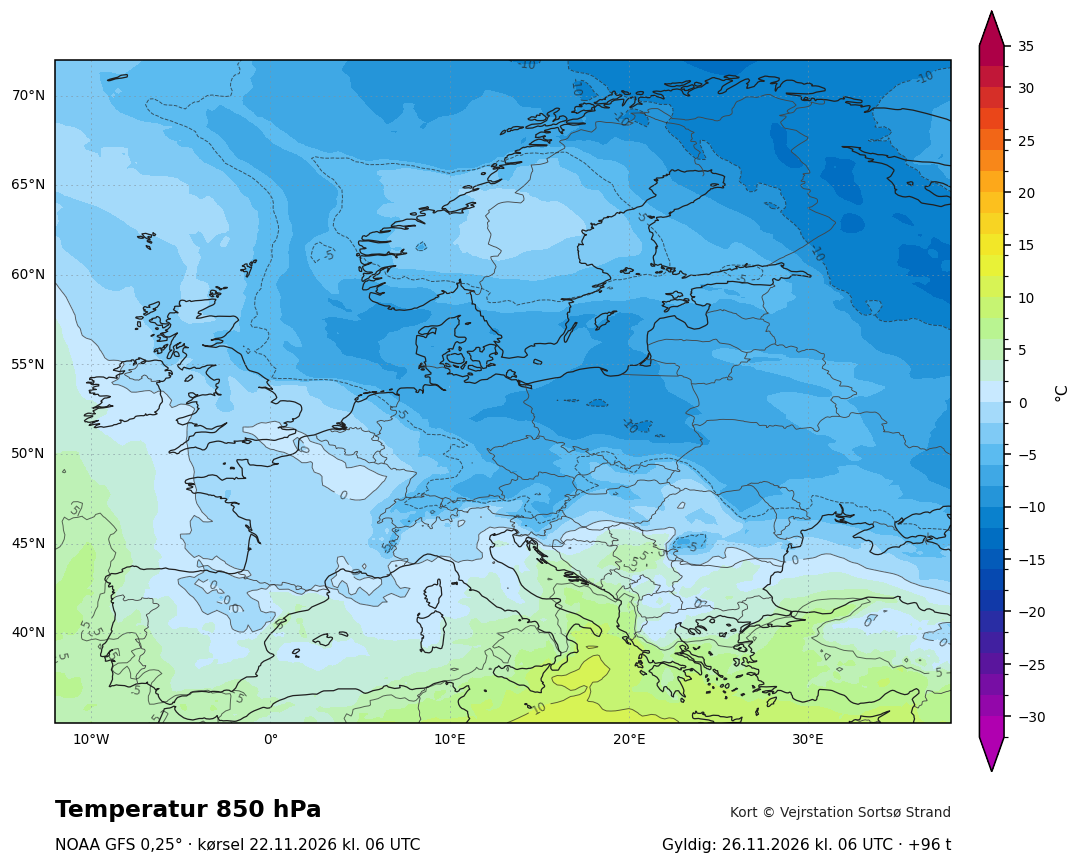 70°N
65°N
60°N
55°N
50°N
45°N
40°N
10°W
0°
10°E
20°E
30°E
35
30
25
20
15
10
5
0
−5
−10
−15
−20
−25
−30
°C
Temperatur 850 hPa
Kort © Vejrstation Sortsø Strand
NOAA GFS 0,25° · kørsel 22.11.2026 kl. 06 UTC
Gyldig: 26.11.2026 kl. 06 UTC · +96 t